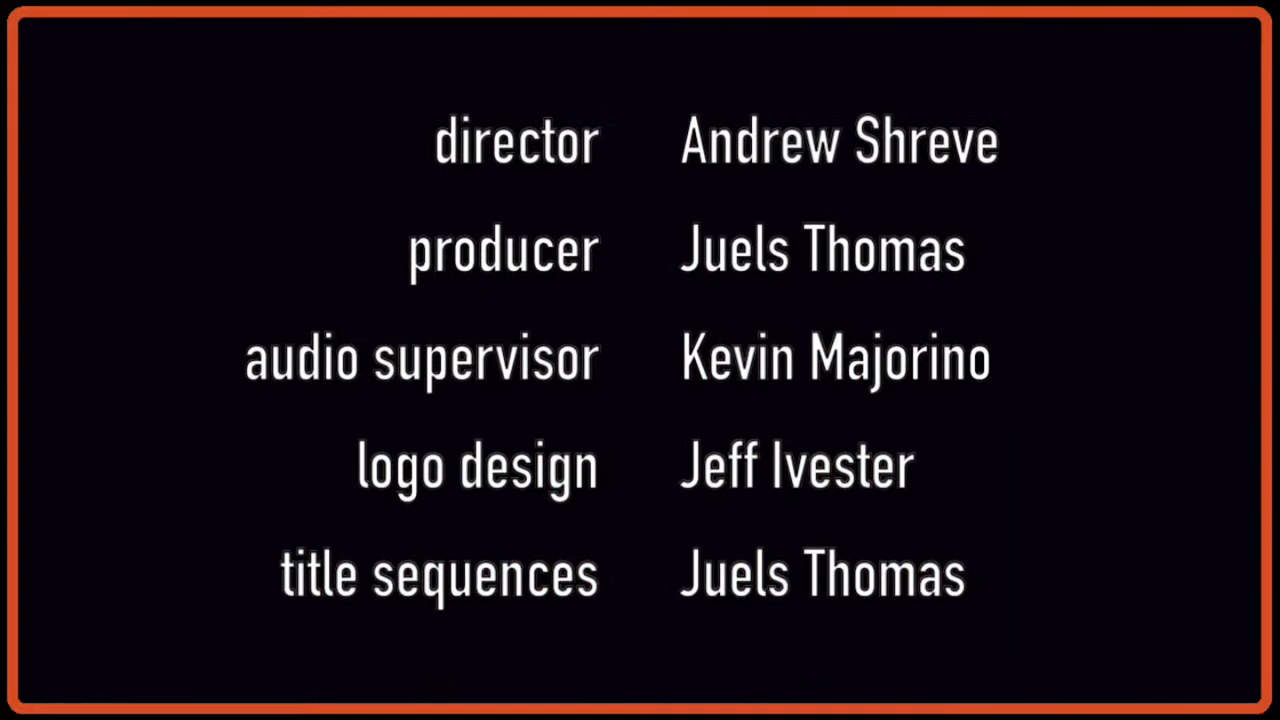 director Andrew Shreve
producer Juels Thomas
audio supervisor Kevin Majorino
logo design Jeff Ivester
title sequences Juels Thomas